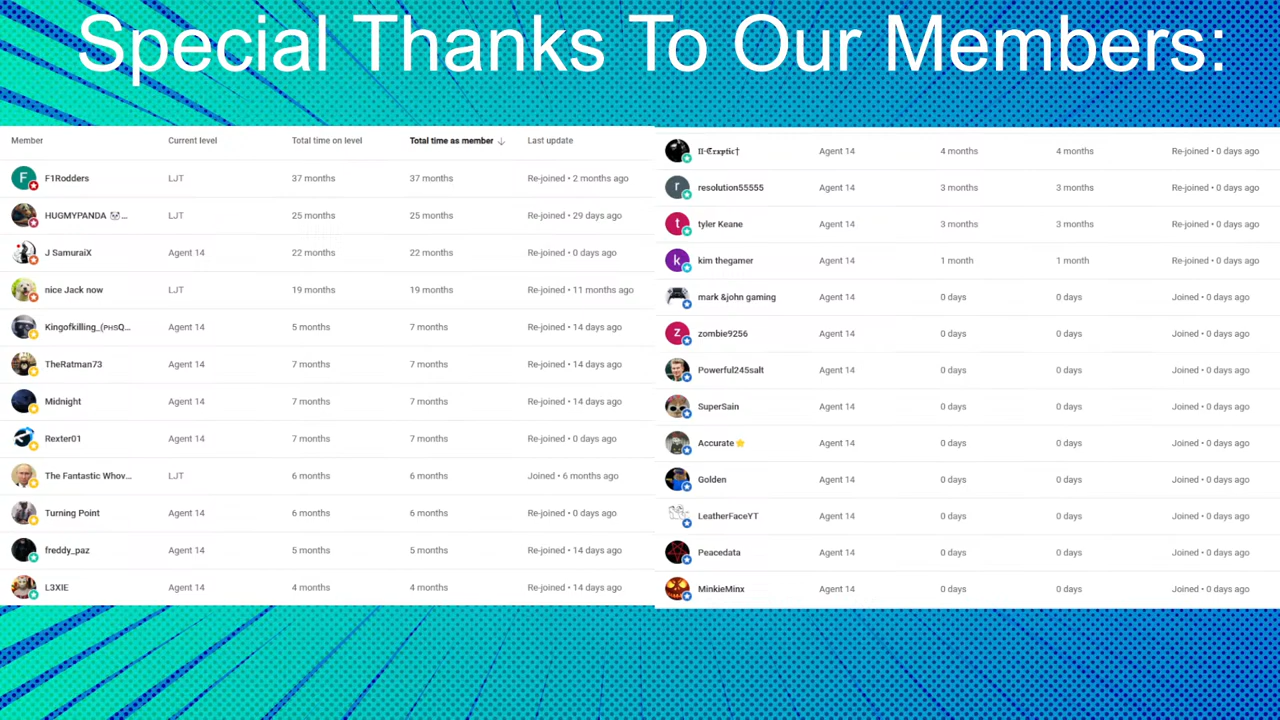 Special Thanks To Our Members:
Member Current level Total time on level Total time as member ↓ Last update
F F1Rodders LJT 37 months 37 months Re-joined • 2 months ago
HUGMYPANDA 🐼... LJT 25 months 25 months Re-joined • 29 days ago
J SamuraiX Agent 14 22 months 22 months Re-joined • 0 days ago
nice Jack now LJT 19 months 19 months Re-joined • 11 months ago
Kingofkilling_(ᴘʜsQ... Agent 14 5 months 7 months Re-joined • 14 days ago
TheRatman73 Agent 14 7 months 7 months Re-joined • 14 days ago
Midnight Agent 14 7 months 7 months Re-joined • 14 days ago
Rexter01 Agent 14 7 months 7 months Re-joined • 0 days ago
The Fantastic Whov... LJT 6 months 6 months Joined • 6 months ago
Turning Point Agent 14 6 months 6 months Re-joined • 0 days ago
freddy_paz Agent 14 5 months 5 months Re-joined • 14 days ago
L3XIE Agent 14 4 months 4 months Re-joined • 14 days ago
Agent 14 4 months 4 months Re-joined • 0 days ago
r resolution55555 Agent 14 3 months 3 months Re-joined • 0 days ago
t tyler Keane Agent 14 3 months 3 months Re-joined • 0 days ago
k kim thegamer Agent 14 1 month 1 month Re-joined • 0 days ago
mark &john gaming Agent 14 0 days 0 days Joined • 0 days ago
z zombie9256 Agent 14 0 days 0 days Joined • 0 days ago
Powerful245salt Agent 14 0 days 0 days Joined • 0 days ago
SuperSain Agent 14 0 days 0 days Joined • 0 days ago
Accurate⭐ Agent 14 0 days 0 days Joined • 0 days ago
Golden Agent 14 0 days 0 days Joined • 0 days ago
LeatherFaceYT Agent 14 0 days 0 days Joined • 0 days ago
Peacedata Agent 14 0 days 0 days Joined • 0 days ago
MinkieMinx Agent 14 0 days 0 days Joined • 0 days ago